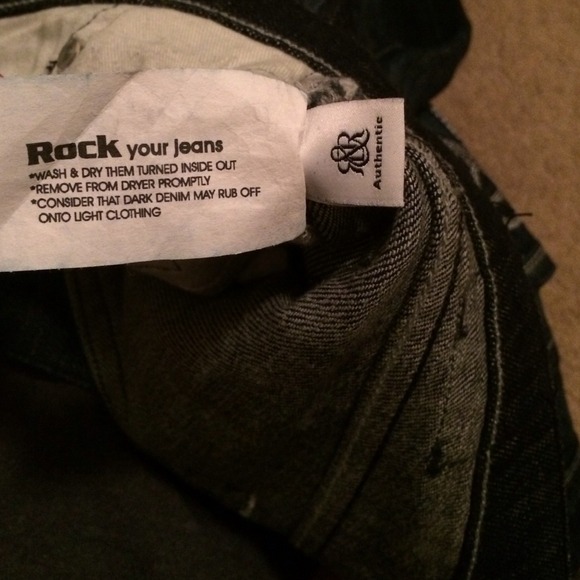 Rock your jeans
*WASH & DRY THEM TURNED INSIDE OUT
*REMOVE FROM DRYER PROMPTLY
*CONSIDER THAT DARK DENIM MAY RUB OFF
ONTO LIGHT CLOTHING
R&R
Authentic